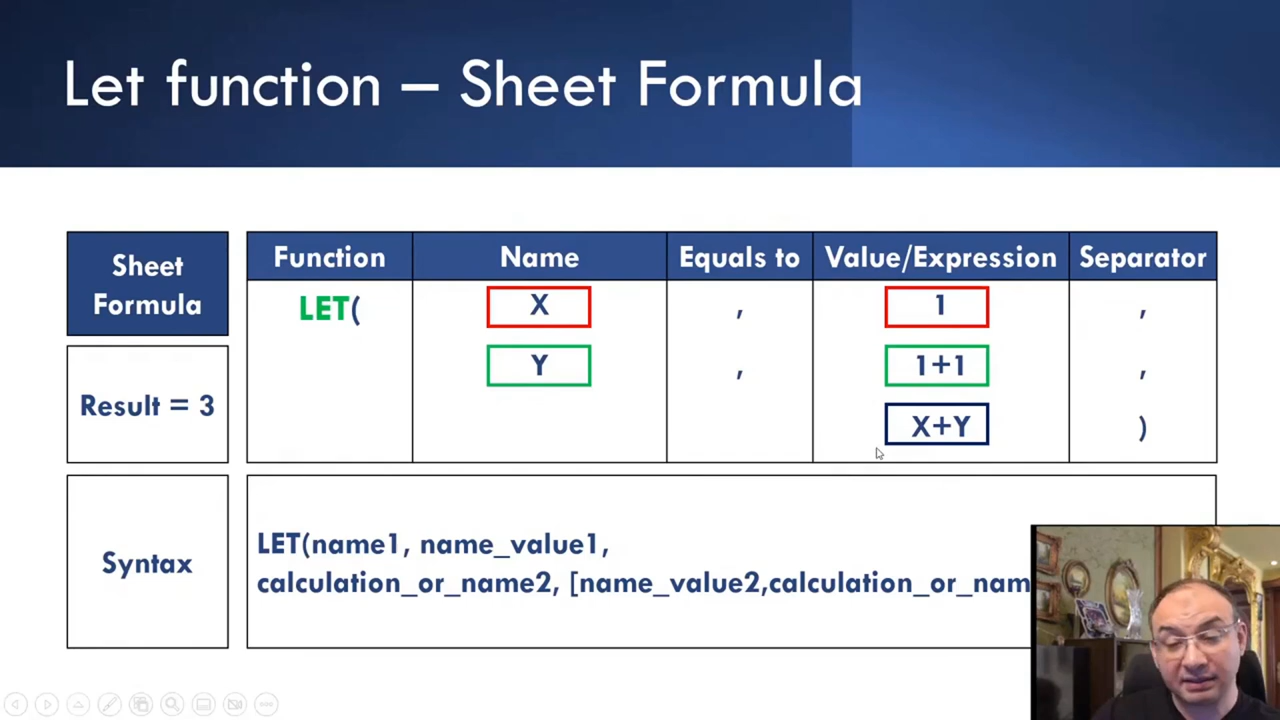 Let function – Sheet Formula
Sheet
Formula
Function Name Equals to Value/Expression Separator
LET( X , 1 ,
Y , 1+1 ,
X+Y )
Result = 3
Syntax
LET(name1, name_value1,
calculation_or_name2, [name_value2,calculation_or_nam